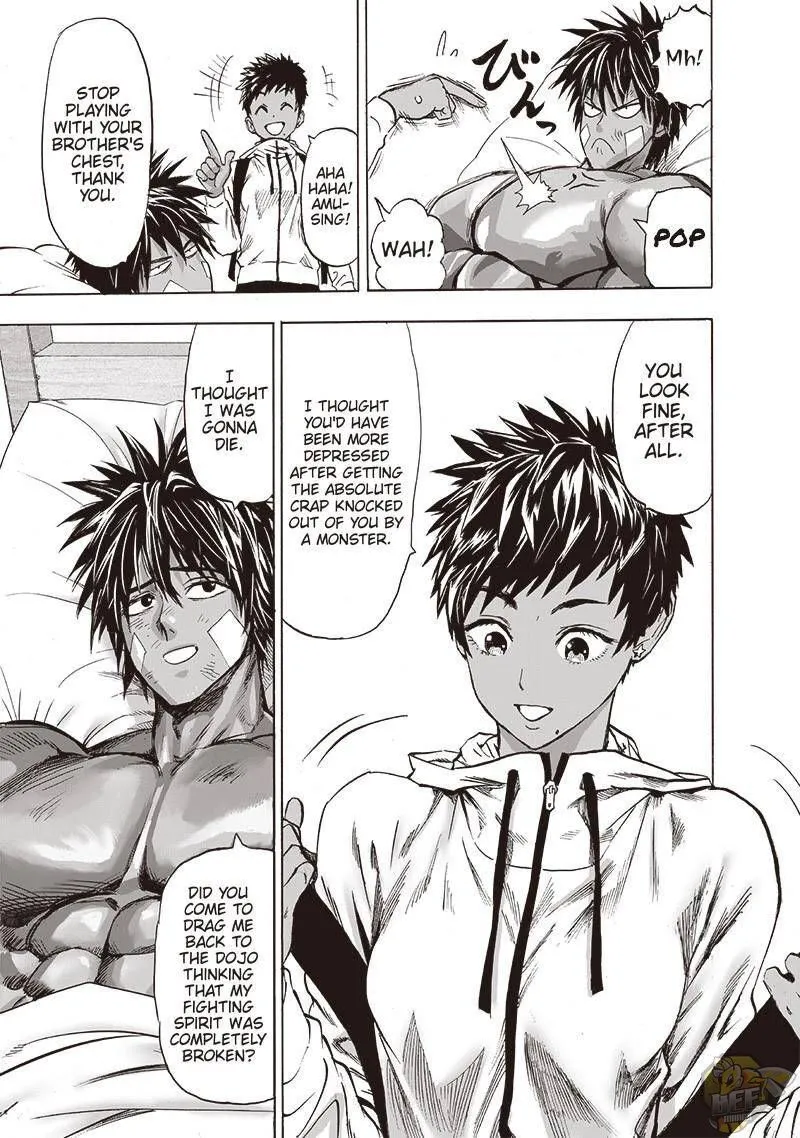 Mh!
びんっ
POP
WAH!
AHA
HAHA!
AMU-
SING!
STOP
PLAYING
WITH YOUR
BROTHER'S
CHEST,
THANK
YOU.
YOU
LOOK
FINE,
AFTER
ALL.
I THOUGHT
YOU'D HAVE
BEEN MORE
DEPRESSED
AFTER GETTING
THE ABSOLUTE
CRAP KNOCKED
OUT OF YOU BY
A MONSTER.
I
THOUGHT
I WAS
GONNA
DIE.
DID YOU
COME TO
DRAG ME
BACK TO
THE DOJO
THINKING
THAT MY
FIGHTING
SPIRIT WAS
COMPLETELY
BROKEN?